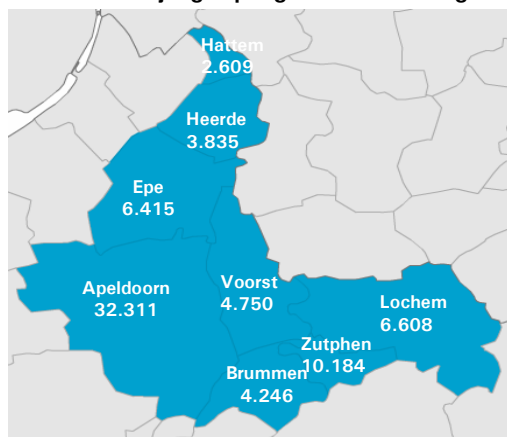 Hattem
2.609
Heerde
3.835
Epe
6.415
Apeldoorn
32.311
Voorst
4.750
Lochem
6.608
Zutphen
10.184
Brummen
4.246